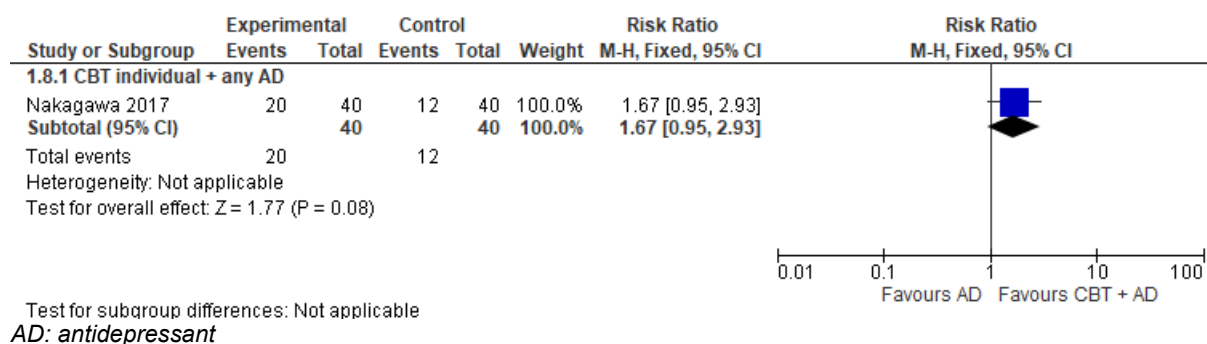 Experimental Control Risk Ratio Risk Ratio
Study or Subgroup Events Total Events Total Weight M-H, Fixed, 95% CI M-H, Fixed, 95% CI
1.8.1 CBT individual + any AD
Nakagawa 2017 20 40 12 40 100.0% 1.67 [0.95, 2.93]
Subtotal (95% CI) 40 40 100.0% 1.67 [0.95, 2.93]
Total events 20 12
Heterogeneity: Not applicable
Test for overall effect: Z = 1.77 (P = 0.08)
0.01 0.1 1 10 100
Favours AD Favours CBT + AD
Test for subgroup differences: Not applicable
AD: antidepressant